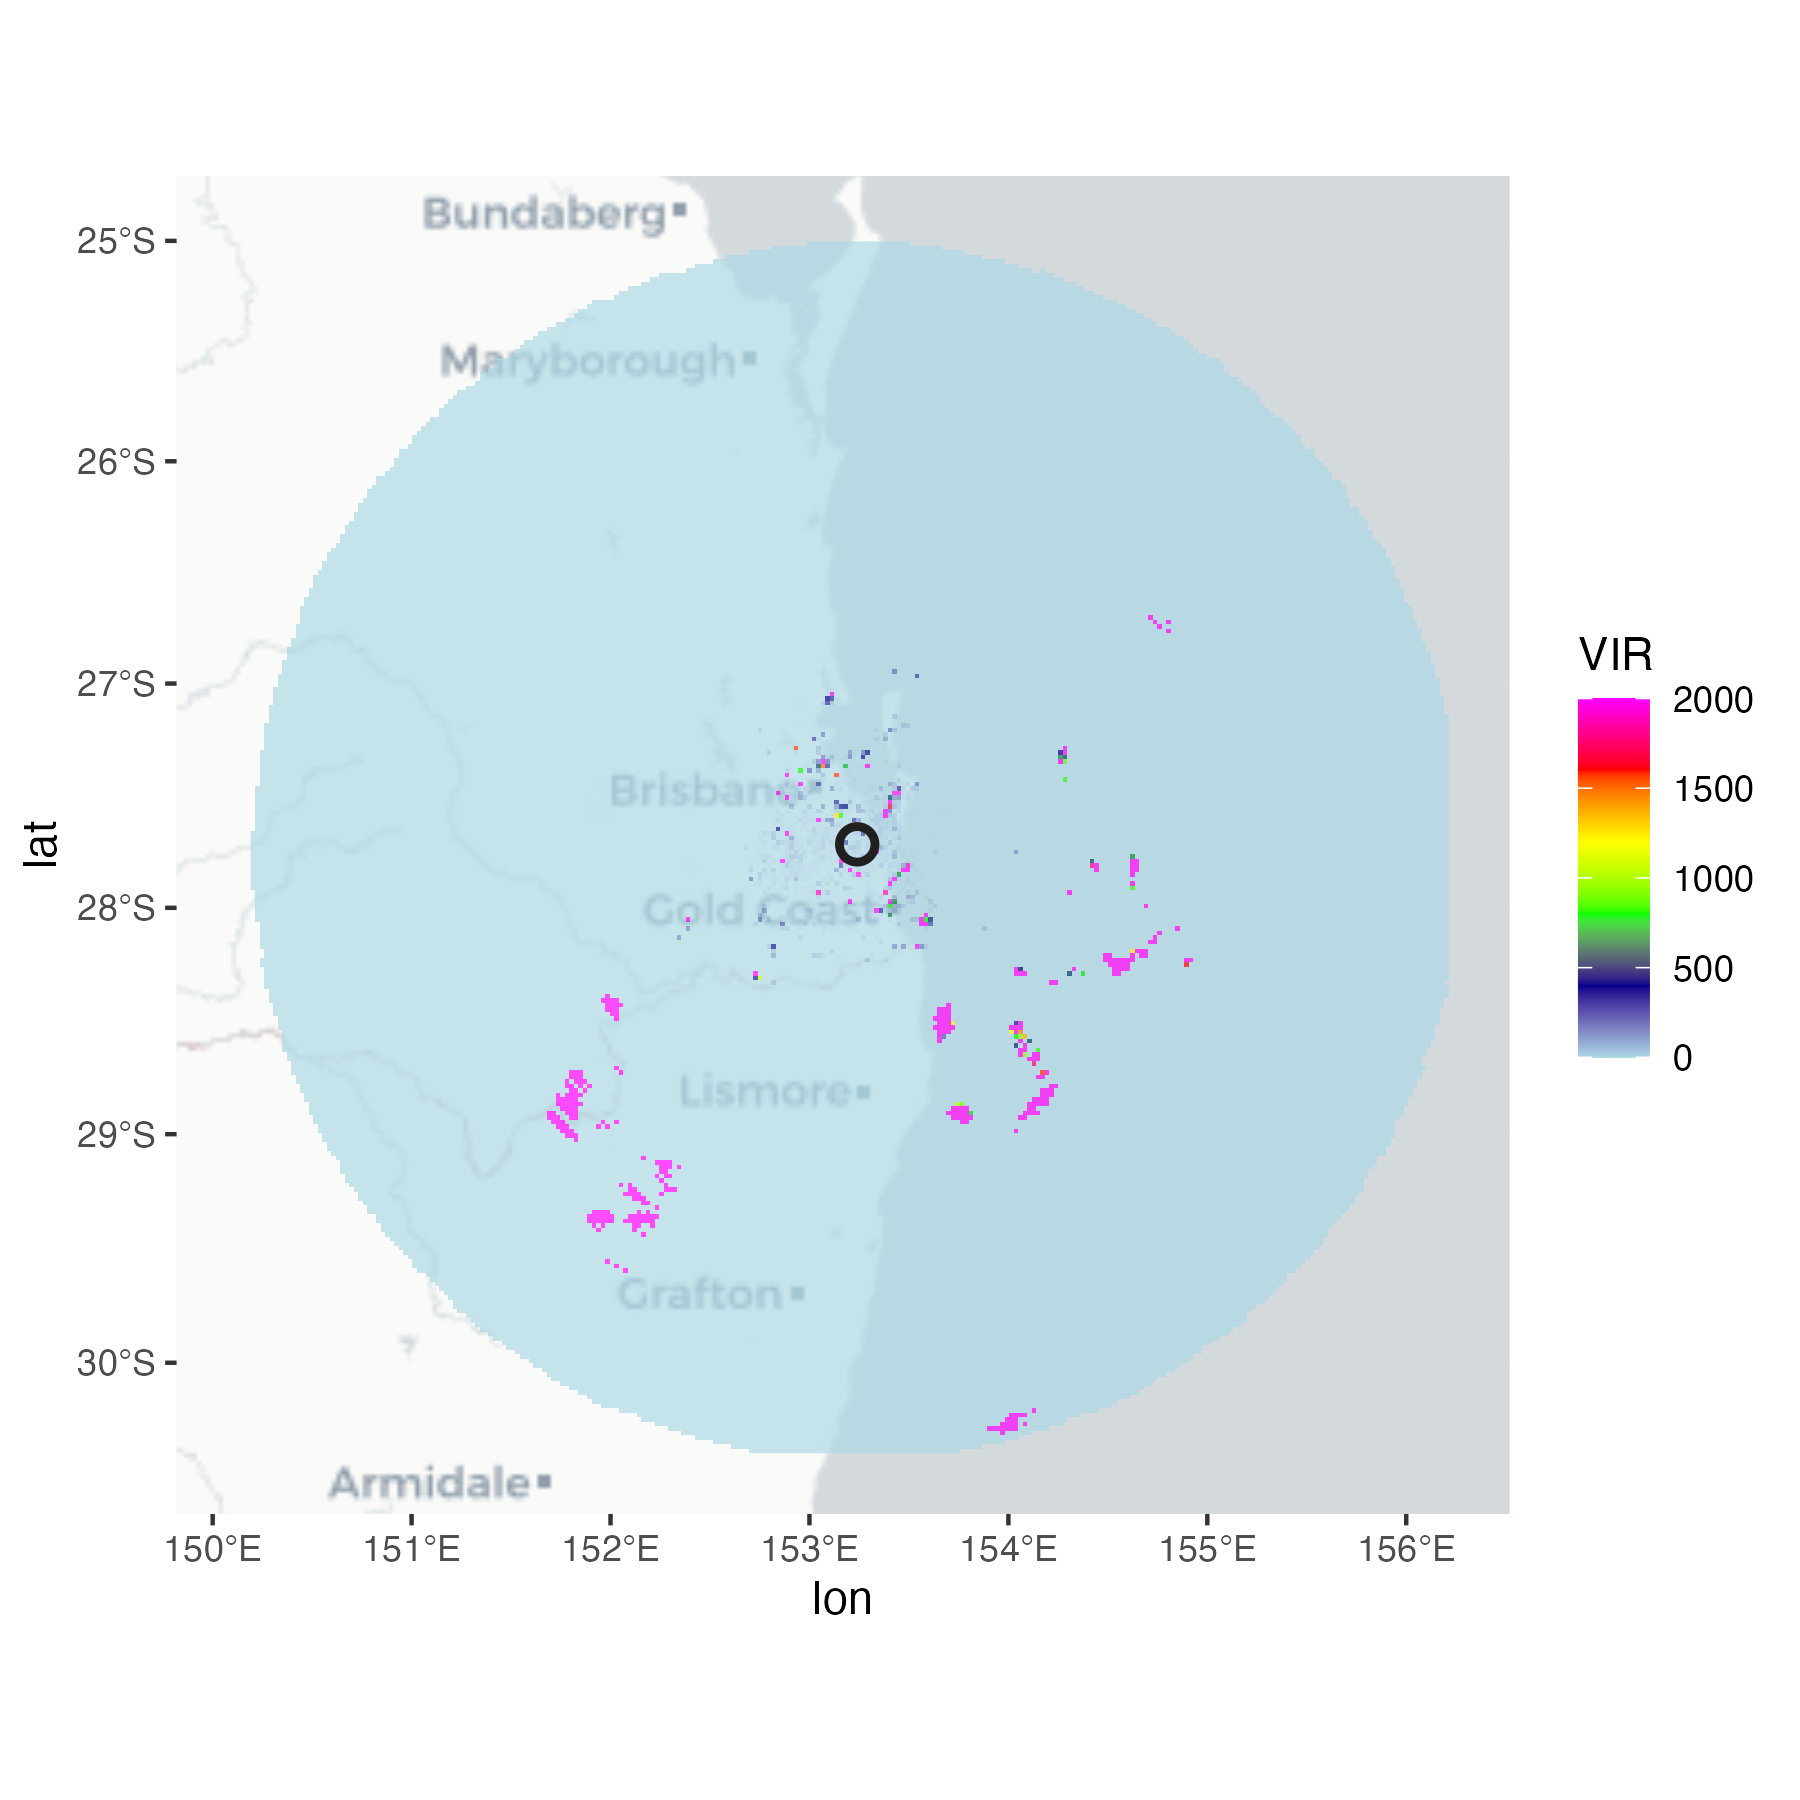 Bundaberg
25°S
Maryborough
26°S
VIR
27°S
2000
Brisbane
1500
lat
1000
28°S
Gold Coast
500
0
Lismore
29°S
Grafton
30°S
Armidale
150°E 151°E 152°E 153°E 154°E 155°E 156°E
lon